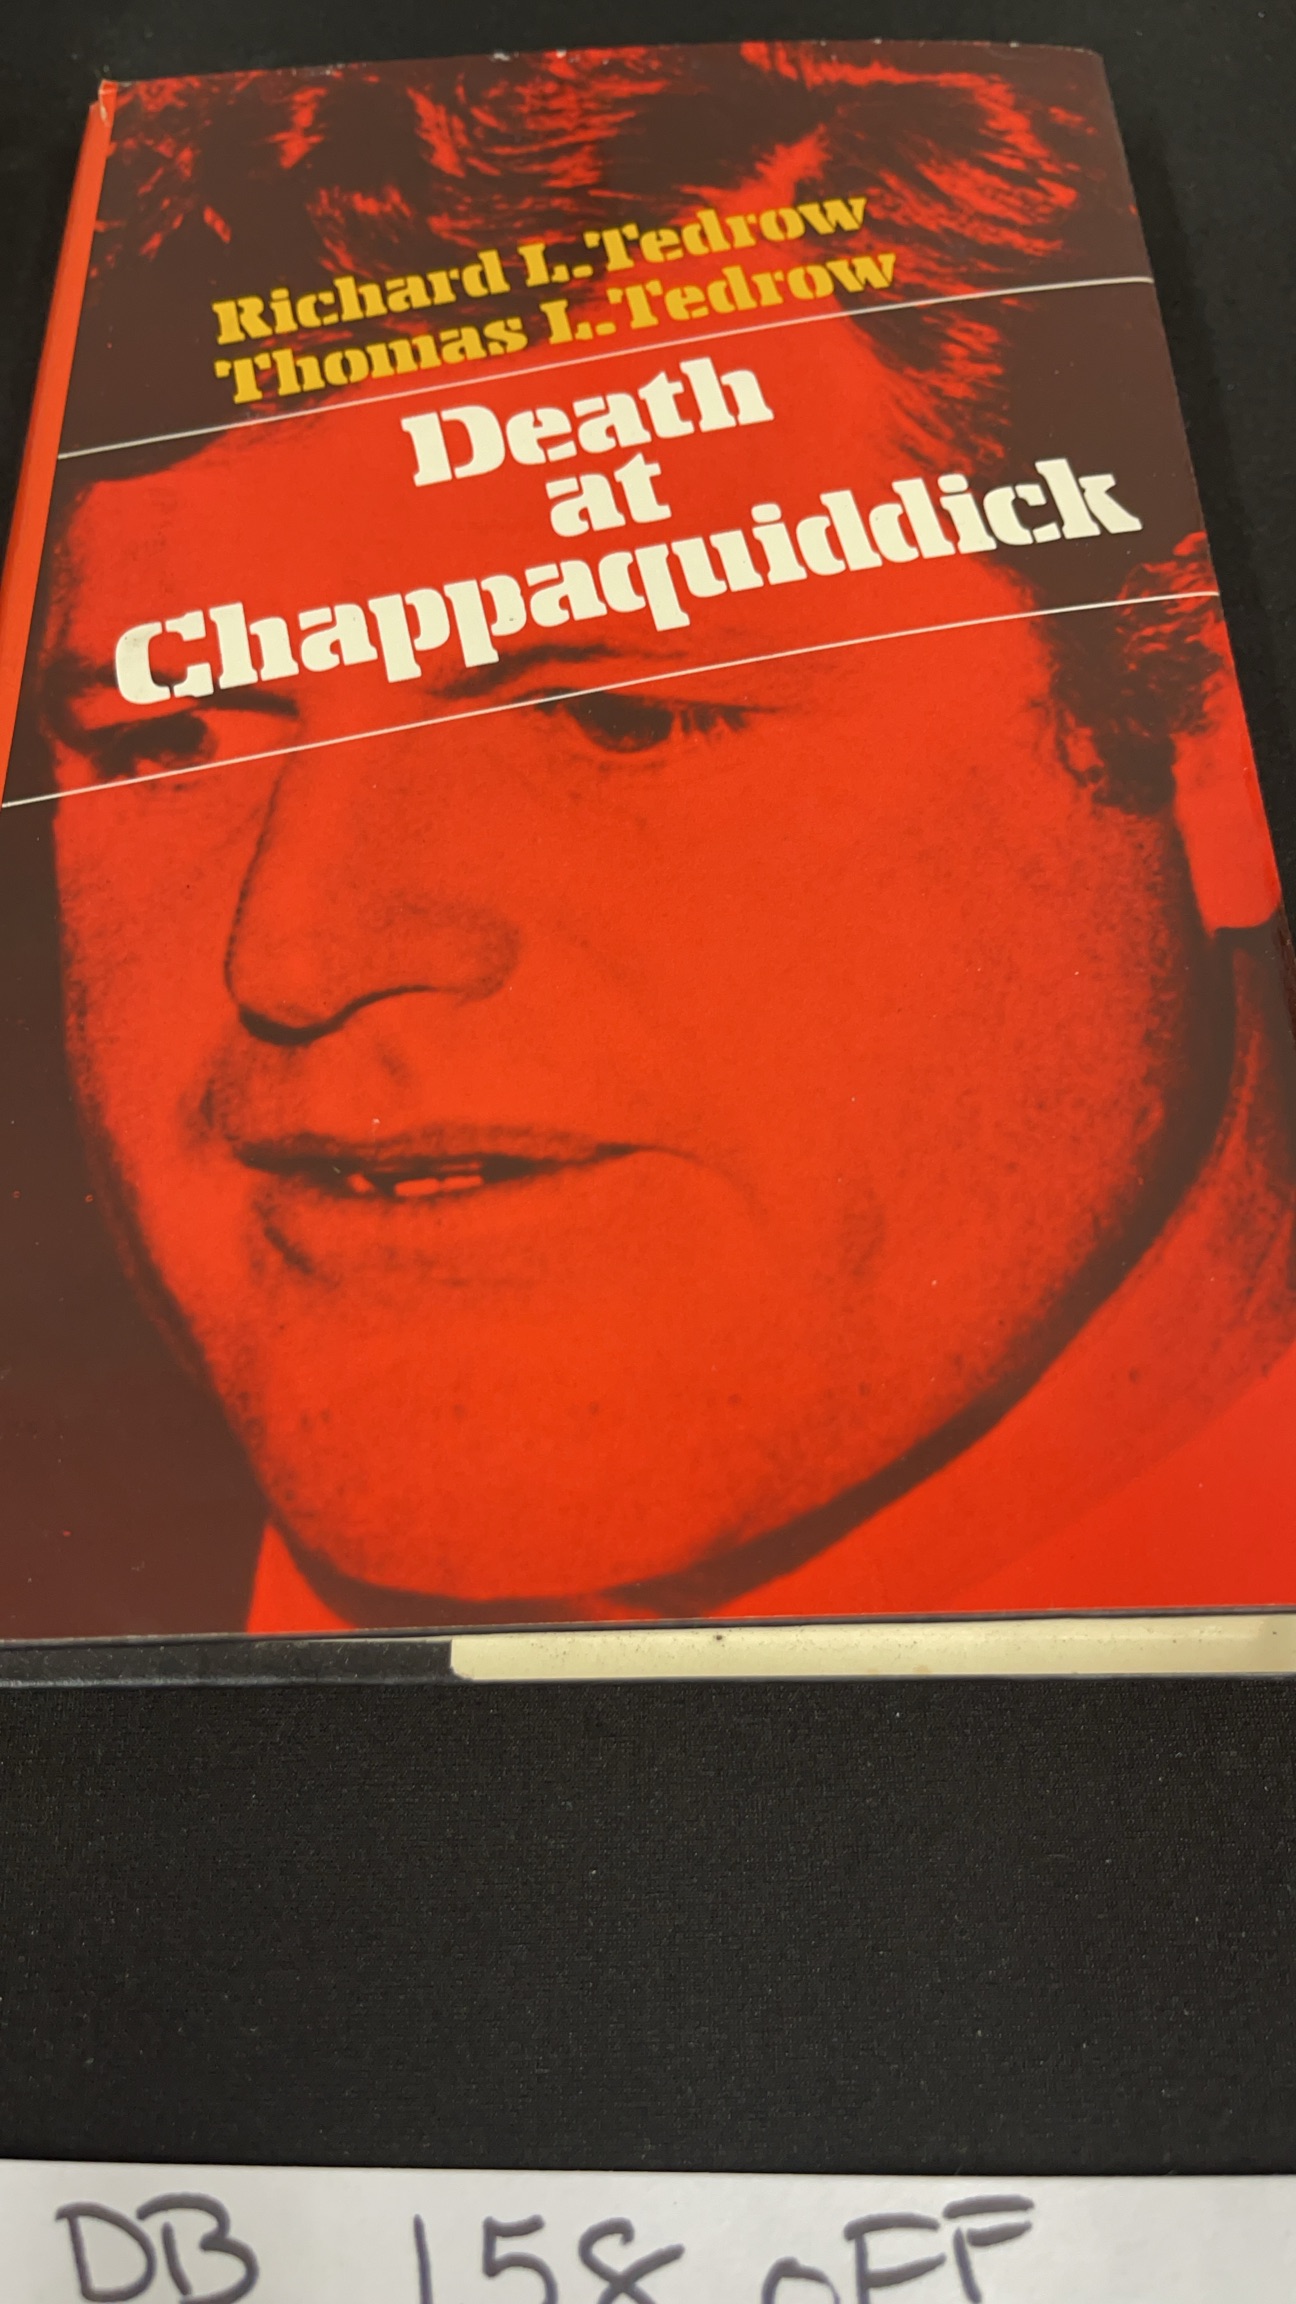 Richard L. Tedrow
Thomas L. Tedrow
Death
at
Chappaquiddick
DB 158 OFF